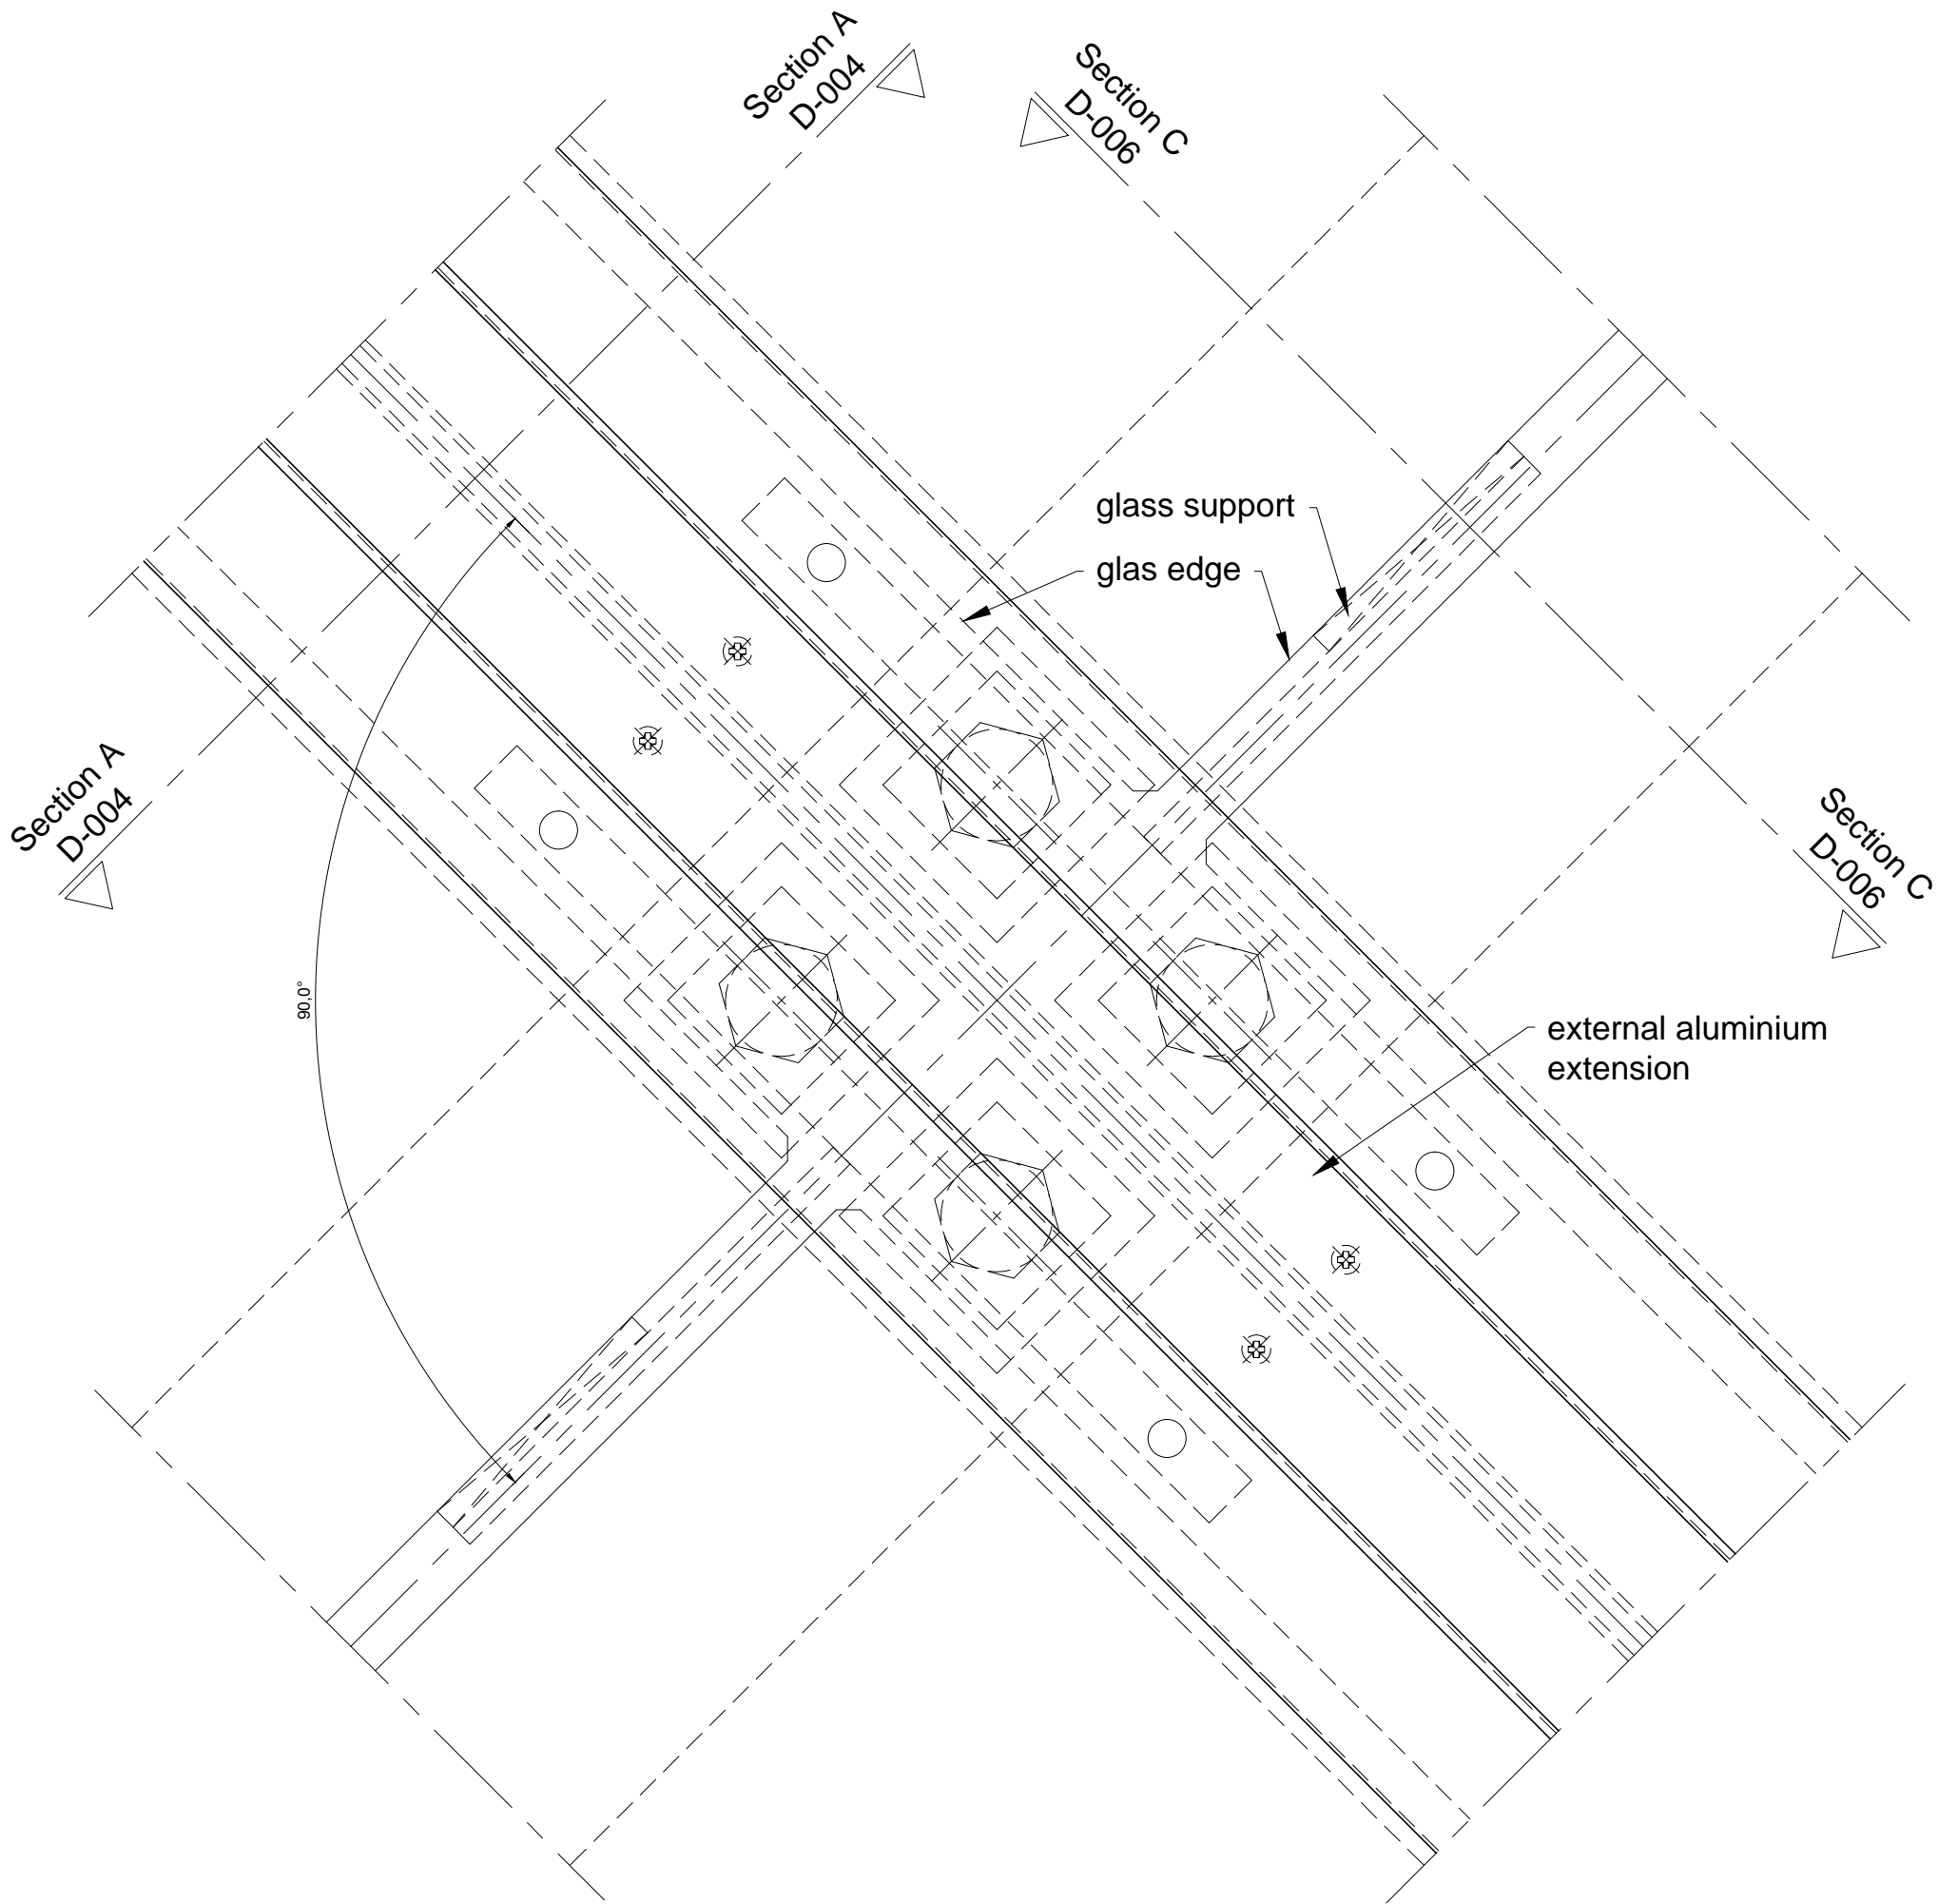 Section A
D-004
Section C
D-006
glass support
glas edge
Section A
D-004
Section C
D-006
90,0°
external aluminium
extension